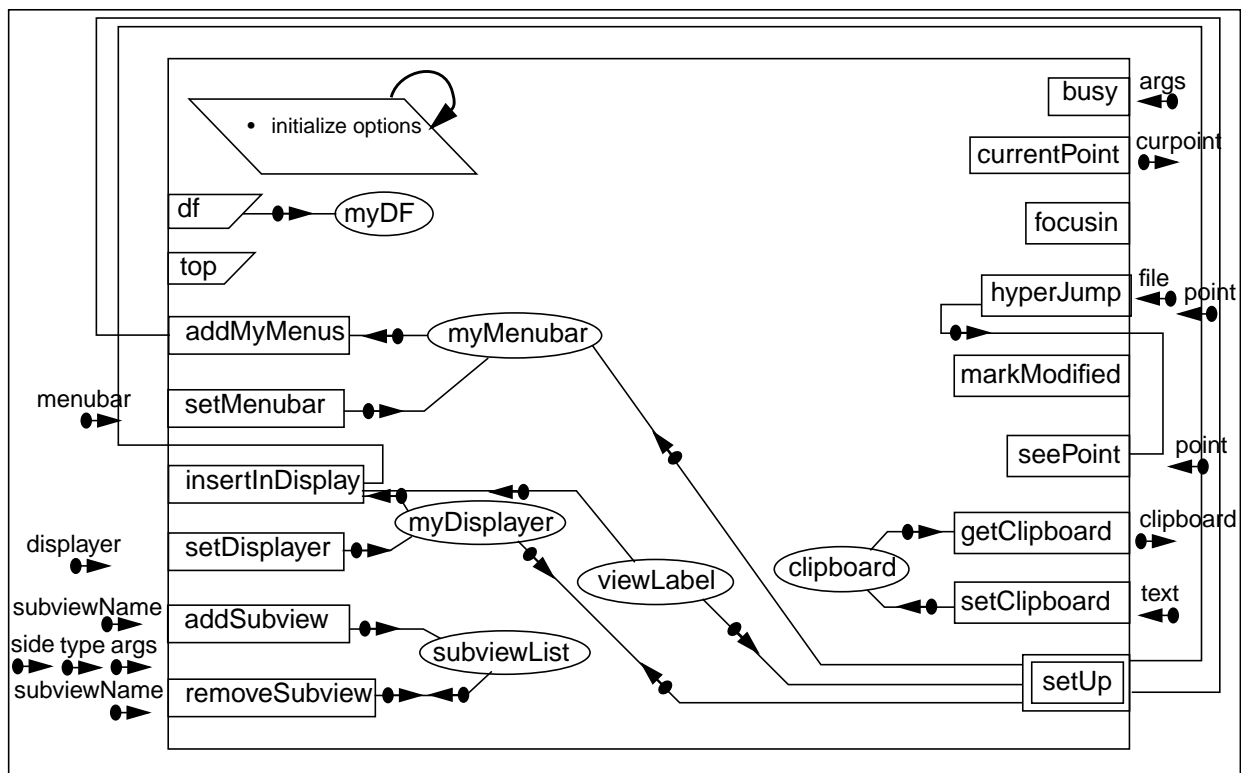 busy
args
• initialize options
currentPoint
curpoint
df
myDF
focusin
top
hyperJump
file
point
addMyMenus
myMenubar
markModified
menubar
setMenubar
seePoint
point
insertInDisplay
myDisplayer
displayer
setDisplayer
viewLabel
clipboard
getClipboard
clipboard
subviewName
addSubview
setClipboard
text
side type args
subviewList
subviewName
removeSubview
setUp